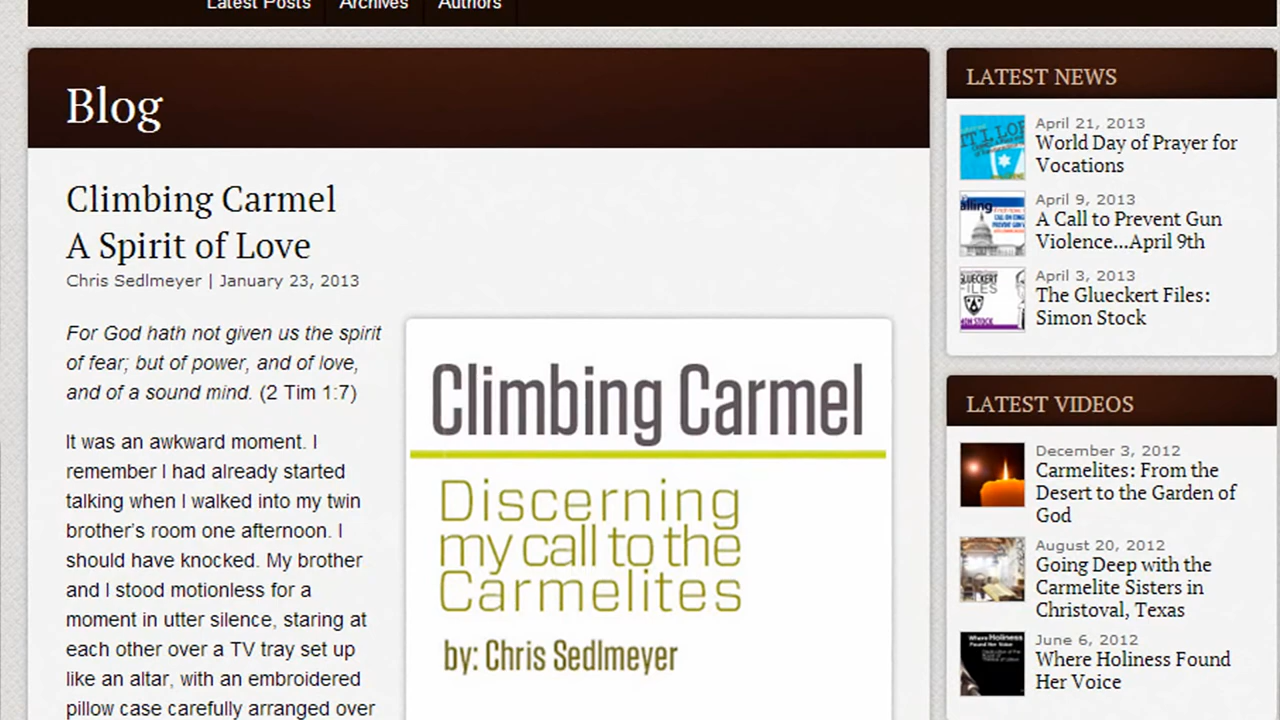 Latest Posts
Archives
Authors
Blog
Climbing Carmel
A Spirit of Love
Chris Sedlmeyer | January 23, 2013
For God hath not given us the spirit
of fear; but of power, and of love,
and of a sound mind. (2 Tim 1:7)
It was an awkward moment. I
remember I had already started
talking when I walked into my twin
brother’s room one afternoon. I
should have knocked. My brother
and I stood motionless for a
moment in utter silence, staring at
each other over a TV tray set up
like an altar, with an embroidered
pillow case carefully arranged over
Climbing Carmel
Discerning
my call to the
Carmelites
by: Chris Sedlmeyer
LATEST NEWS
April 21, 2013
World Day of Prayer for
Vocations
April 9, 2013
A Call to Prevent Gun
Violence...April 9th
April 3, 2013
The Glueckert Files:
Simon Stock
LATEST VIDEOS
December 3, 2012
Carmelites: From the
Desert to the Garden of
God
August 20, 2012
Going Deep with the
Carmelite Sisters in
Christoval, Texas
June 6, 2012
Where Holiness Found
Her Voice
Where Holiness
Found Her Voice